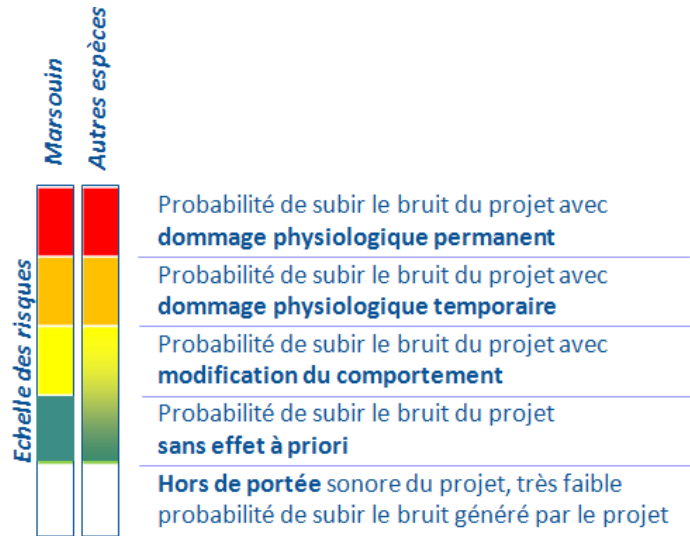 Marsouin
Autres espèces
Echelle des risques
Probabilité de subir le bruit du projet avec
dommage physiologique permanent
Probabilité de subir le bruit du projet avec
dommage physiologique temporaire
Probabilité de subir le bruit du projet avec
modification du comportement
Probabilité de subir le bruit du projet
sans effet à priori
Hors de portée sonore du projet, très faible
probabilité de subir le bruit généré par le projet